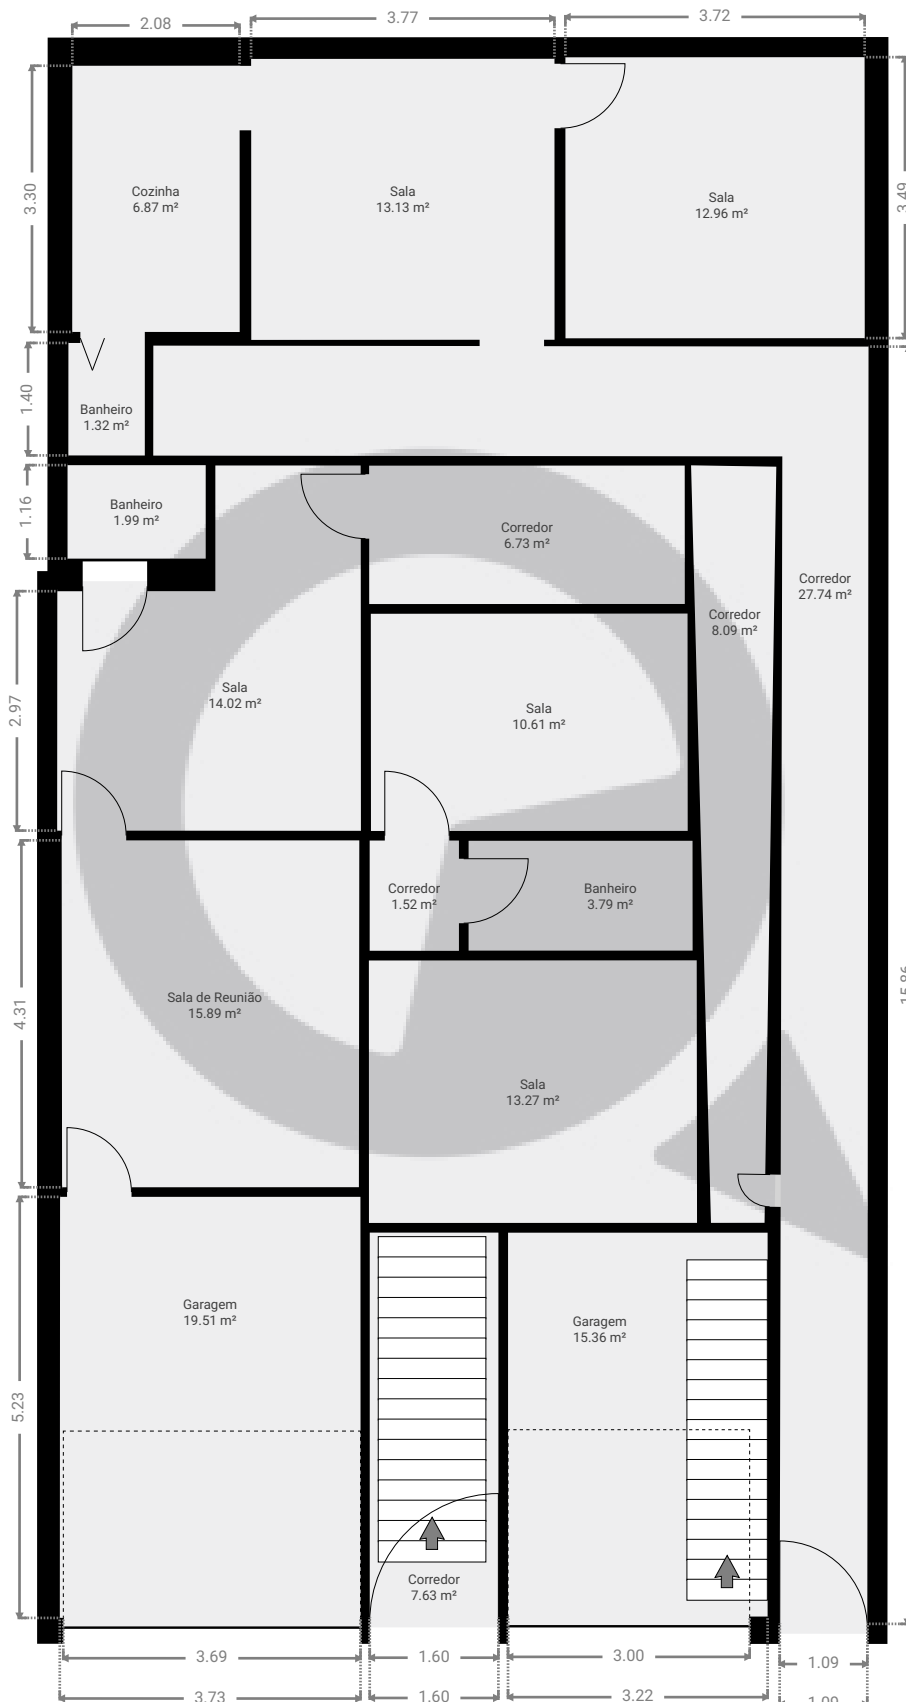 2.08
3.77
3.72
3.30
3.49
Cozinha
6.87 m²
Sala
13.13 m²
Sala
12.96 m²
1.40
Banheiro
1.32 m²
1.16
Banheiro
1.99 m²
Corredor
6.73 m²
Corredor
27.74 m²
Corredor
8.09 m²
2.97
Sala
14.02 m²
Sala
10.61 m²
Corredor
1.52 m²
Banheiro
3.79 m²
4.31
Sala de Reunião
15.89 m²
15.86
Sala
13.27 m²
5.23
Garagem
19.51 m²
Garagem
15.36 m²
Corredor
7.63 m²
3.69
1.60
3.00
1.09
3.73
1.60
3.22
1.09